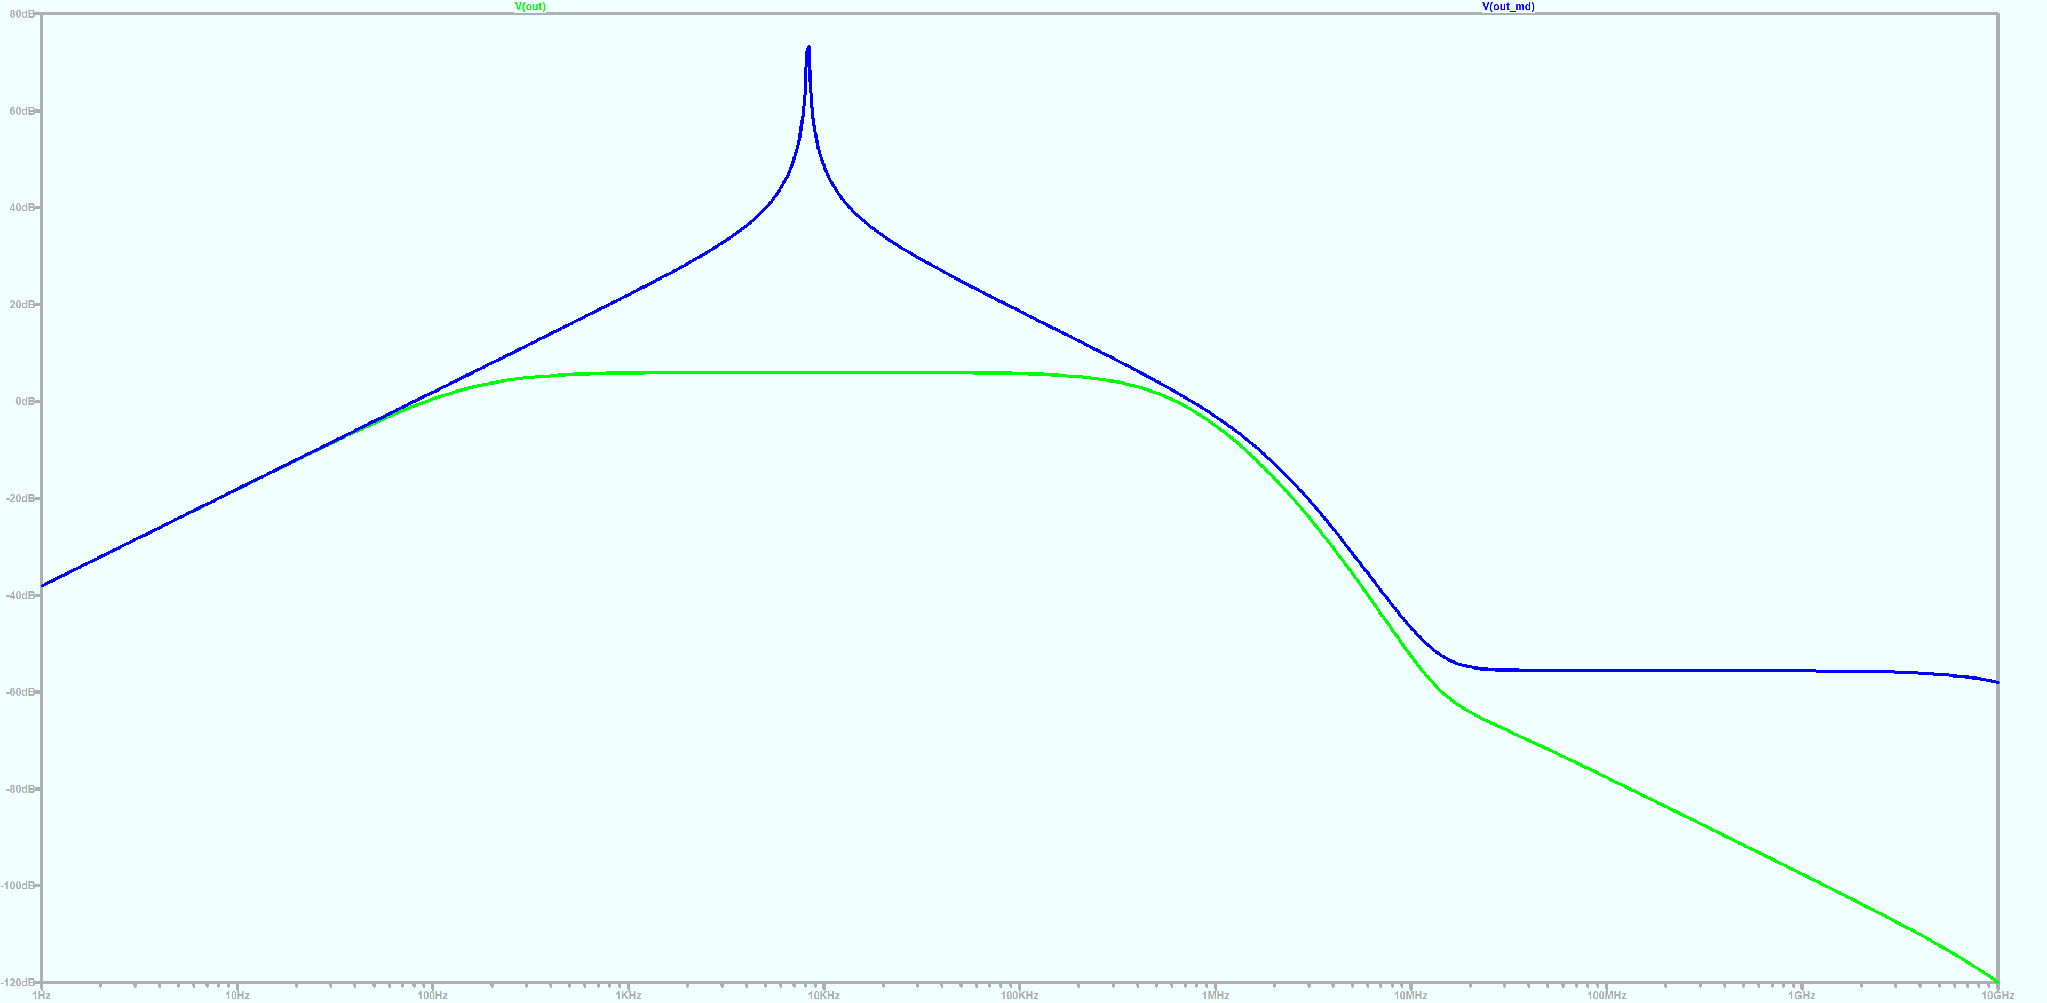 V(out) V(out_md)
80dB
60dB
40dB
20dB
0dB
-20dB
-40dB
-60dB
-80dB
-100dB
-120dB
1Hz 10Hz 100Hz 1KHz 10KHz 100KHz 1MHz 10MHz 100MHz 1GHz 10GHz